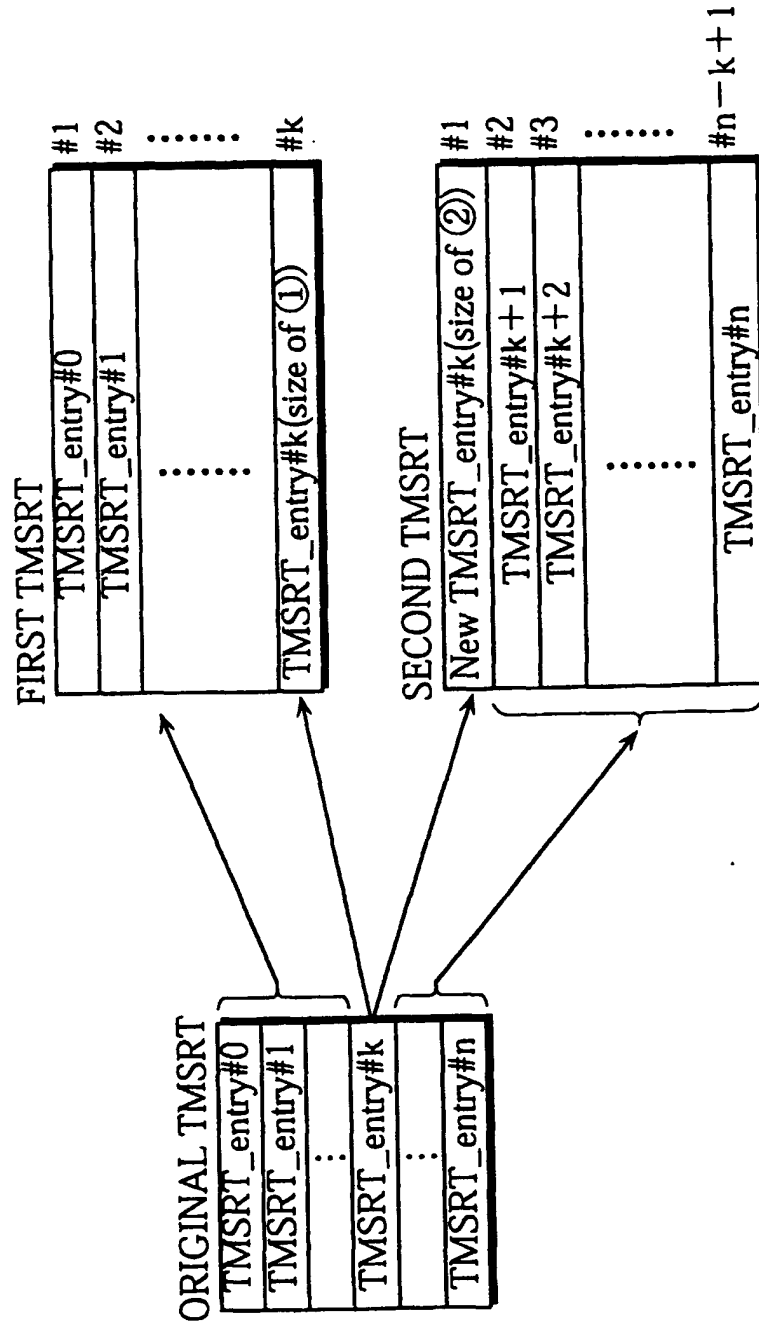 ORIGINAL TMSRT
TMSRT_entry#0
TMSRT_entry#1
⋯
TMSRT_entry#k
⋯
TMSRT_entry#n
FIRST TMSRT
TMSRT_entry#0 #1
TMSRT_entry#1 #2
⋯⋯ ⋯⋯
TMSRT_entry#k(size of ①) #k
SECOND TMSRT
New TMSRT_entry#k(size of ②) #1
TMSRT_entry#k+1 #2
TMSRT_entry#k+2 #3
⋯⋯ ⋯⋯
TMSRT_entry#n #n-k+1